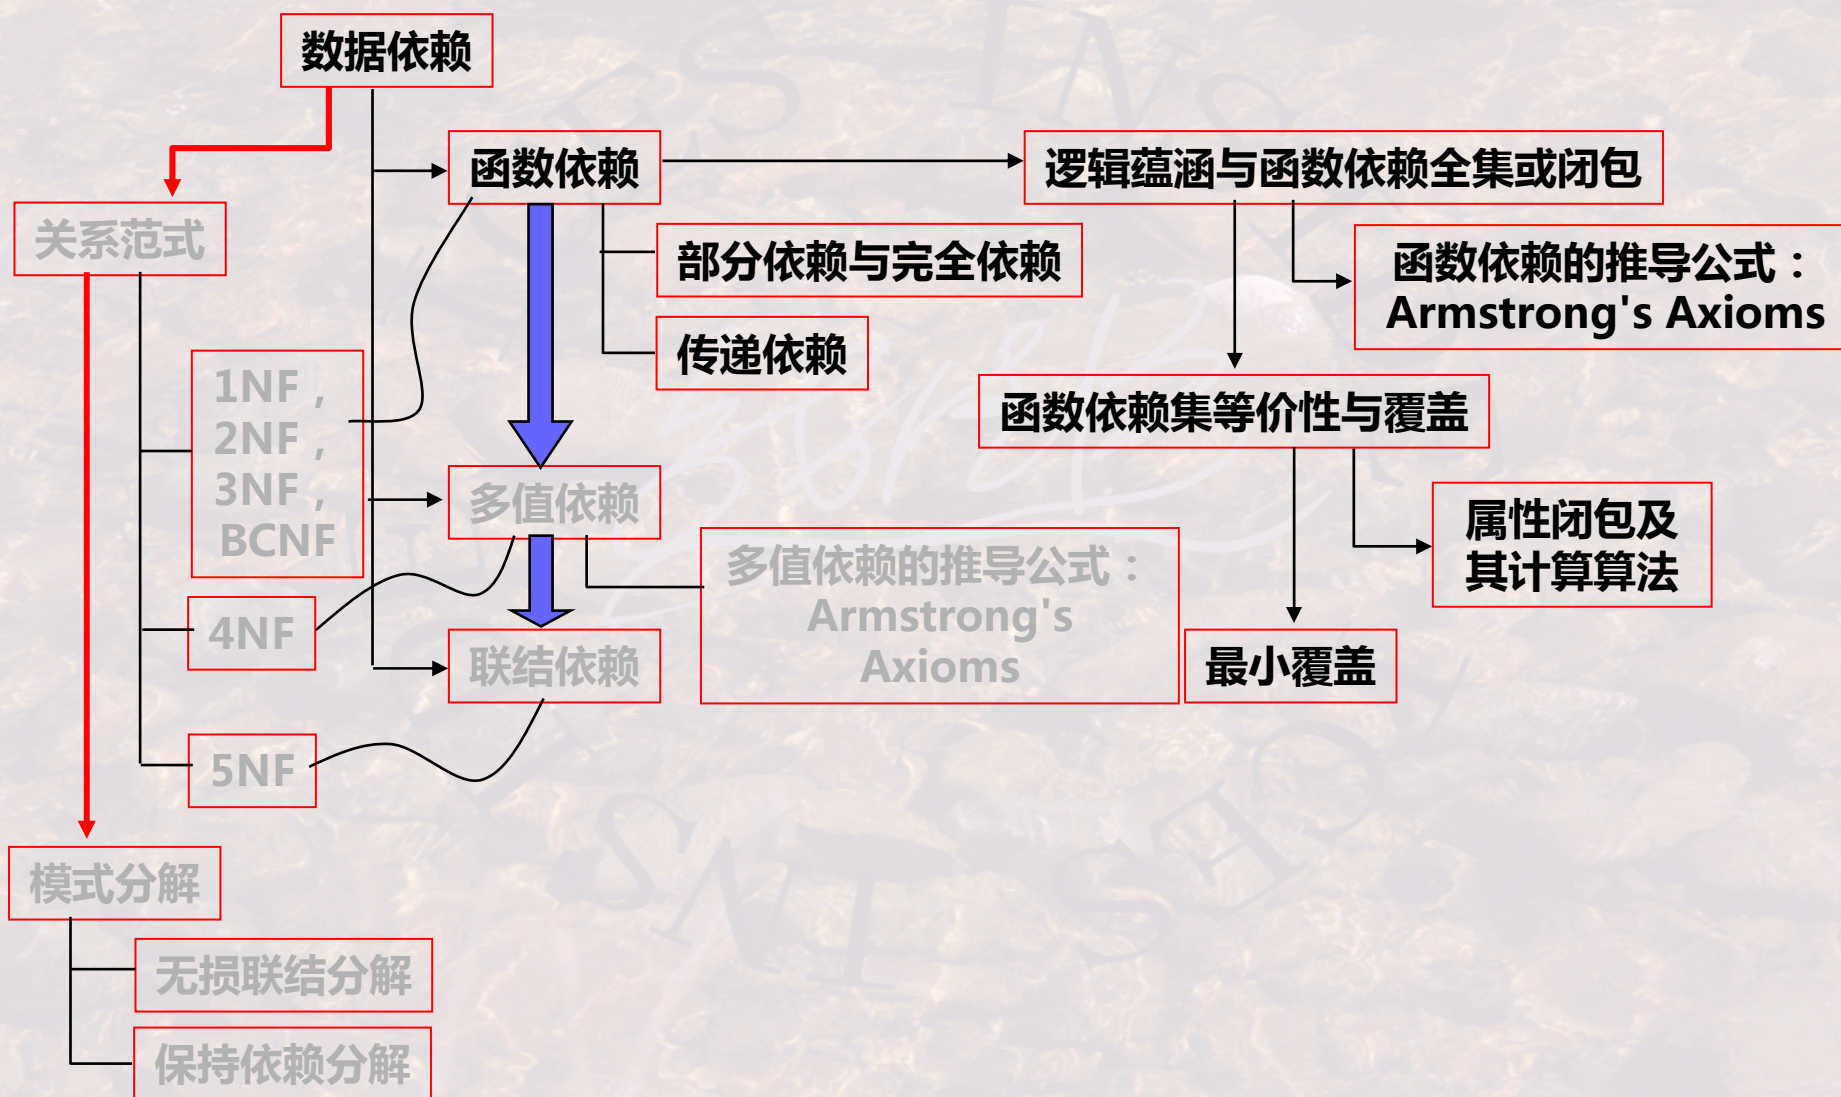 数据依赖
函数依赖
逻辑蕴涵与函数依赖全集或闭包
关系范式
部分依赖与完全依赖
函数依赖的推导公式：
Armstrong's Axioms
传递依赖
1NF，
2NF，
3NF，
BCNF
函数依赖集等价性与覆盖
多值依赖
属性闭包及
其计算算法
多值依赖的推导公式：
Armstrong's
Axioms
4NF
联结依赖
最小覆盖
5NF
模式分解
无损联结分解
保持依赖分解